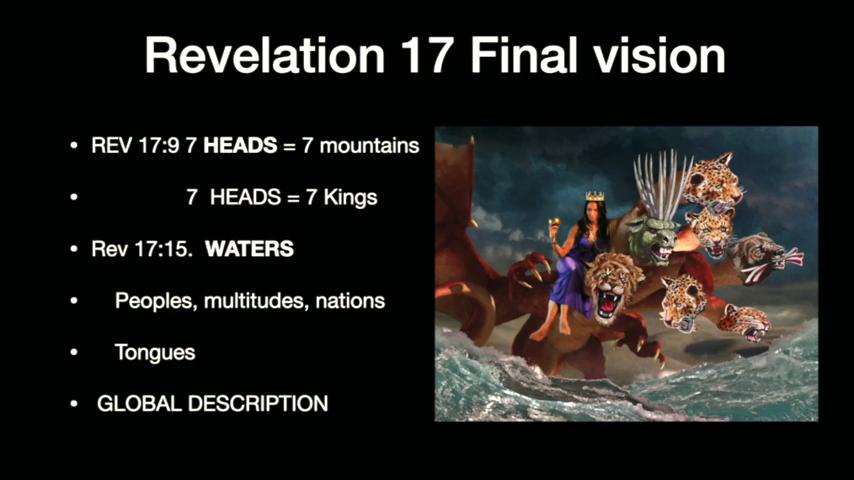 Revelation 17 Final vision
• REV 17:9 7 HEADS = 7 mountains
• 7 HEADS = 7 Kings
• Rev 17:15. WATERS
• Peoples, multitudes, nations
• Tongues
• GLOBAL DESCRIPTION